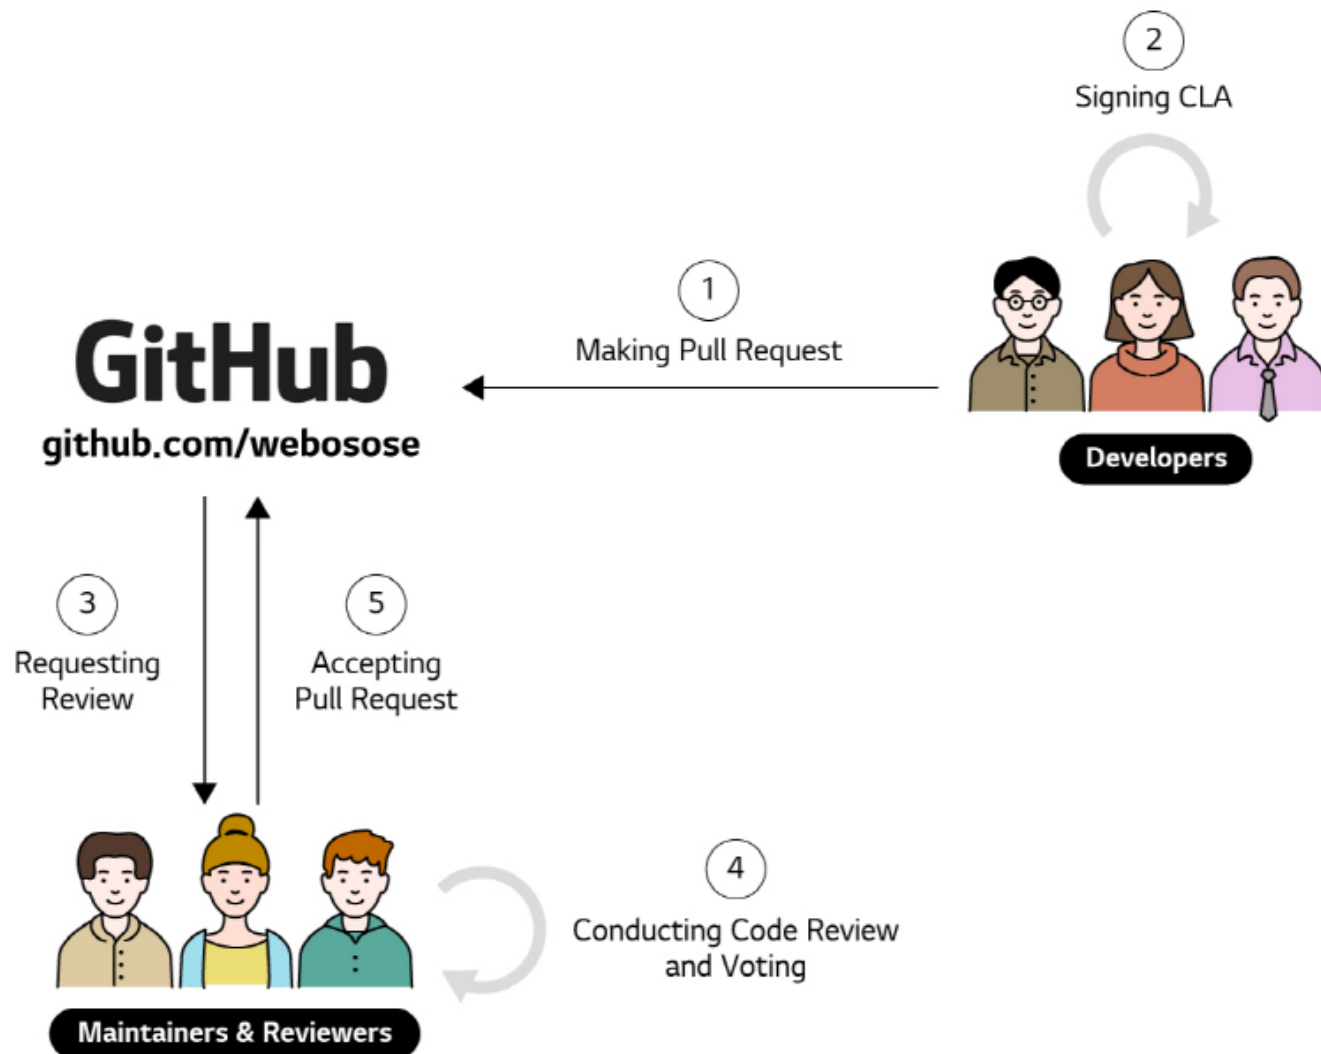 2
Signing CLA
1
Making Pull Request
GitHub
github.com/webosose
Developers
3
Requesting
Review
5
Accepting
Pull Request
4
Conducting Code Review
and Voting
Maintainers & Reviewers